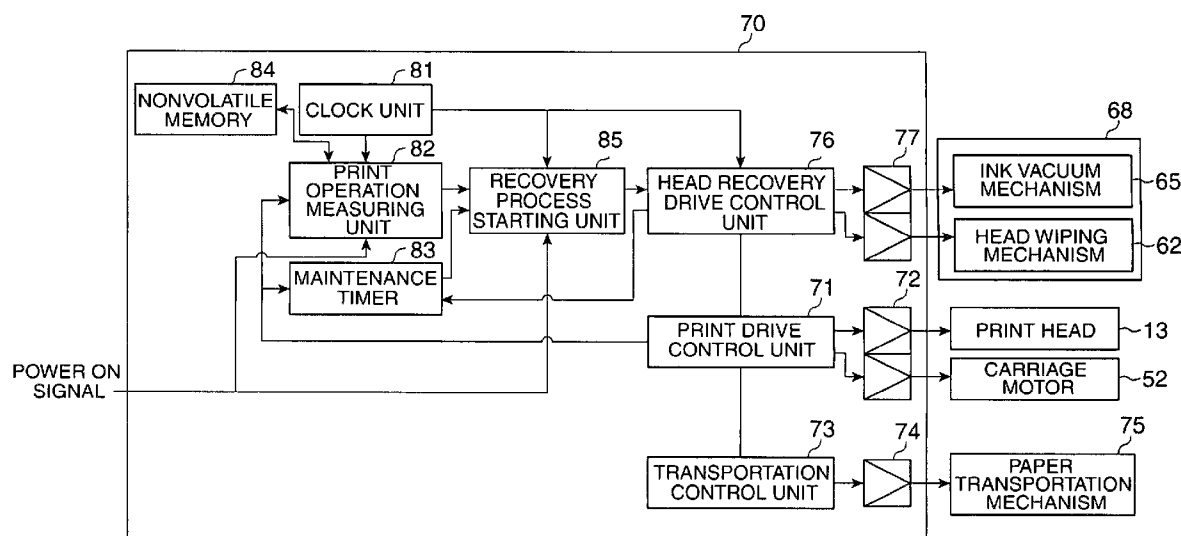 70
84
81
NONVOLATILE
MEMORY
CLOCK UNIT
82
85
76
77
68
PRINT
OPERATION
MEASURING
UNIT
RECOVERY
PROCESS
STARTING UNIT
HEAD RECOVERY
DRIVE CONTROL
UNIT
INK VACUUM
MECHANISM
65
HEAD WIPING
MECHANISM
62
83
MAINTENANCE
TIMER
71
72
PRINT DRIVE
CONTROL UNIT
PRINT HEAD
13
CARRIAGE
MOTOR
52
POWER ON
SIGNAL
73
74
75
TRANSPORTATION
CONTROL UNIT
PAPER
TRANSPORTATION
MECHANISM